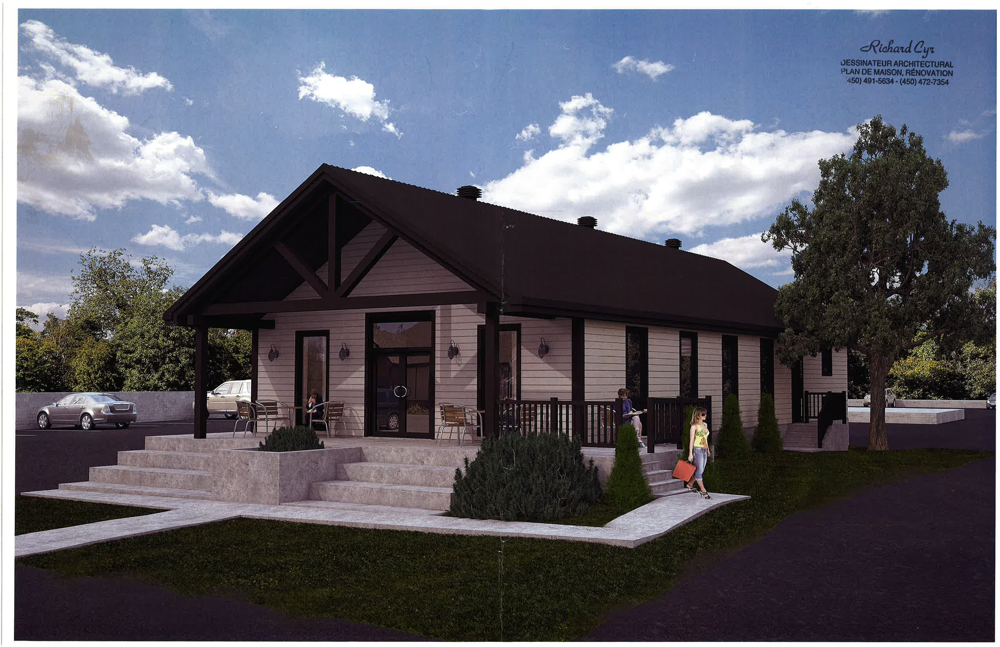 Richard Cyr
DESSINATEUR ARCHITECTURAL
PLAN DE MAISON, RÉNOVATION
(450) 491-5634 - (450) 472-7354